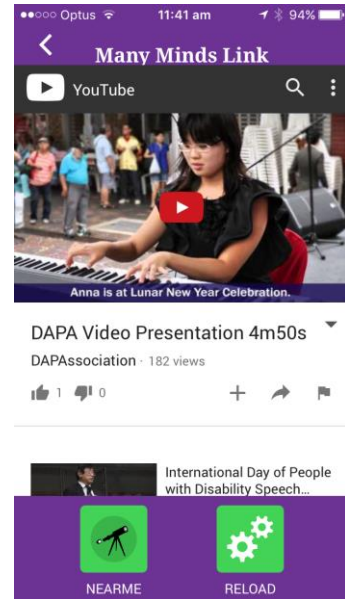 Optus 11:41 am 94%
Many Minds Link
YouTube
Anna is at Lunar New Year Celebration.
DAPA Video Presentation 4m50s
DAPAssociation · 182 views
1 0
International Day of People
with Disability Speech...
NEARME RELOAD